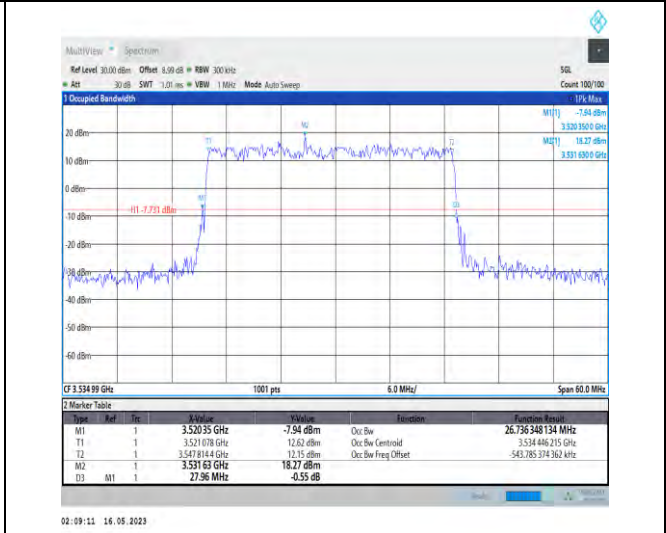 MultiView Spectrum
Ref Level 30.00 dBm Offset 8.99 dB RBW 300 kHz SGL
Att 30 dB SWT 1.01 ms VBW 1 MHz Mode Auto Sweep Count 100/100
1 Occupied Bandwidth 1Pk Max
M1[1] -7.94 dBm
3.5203500 GHz
M2[1] 18.27 dBm
3.5316300 GHz
M2
20 dBm
T1 T2
10 dBm
0 dBm
M1 D3
H1 -7.731 dBm
-10 dBm
-20 dBm
-30 dBm
-40 dBm
-50 dBm
-60 dBm
CF 3.534 99 GHz 1001 pts 6.0 MHz/ Span 60.0 MHz
2 Marker Table
Type Ref Trc X-Value Y-Value Function Function Result
M1 1 3.52035 GHz -7.94 dBm Occ Bw 26.736 348 134 MHz
T1 1 3.521 078 GHz 12.62 dBm Occ Bw Centroid 3.534 446 215 GHz
T2 1 3.547 814 4 GHz 12.15 dBm Occ Bw Freq Offset -543.785 374 362 kHz
M2 1 3.531 63 GHz 18.27 dBm
D3 M1 1 27.96 MHz -0.55 dB
02:09:11 16.05.2023